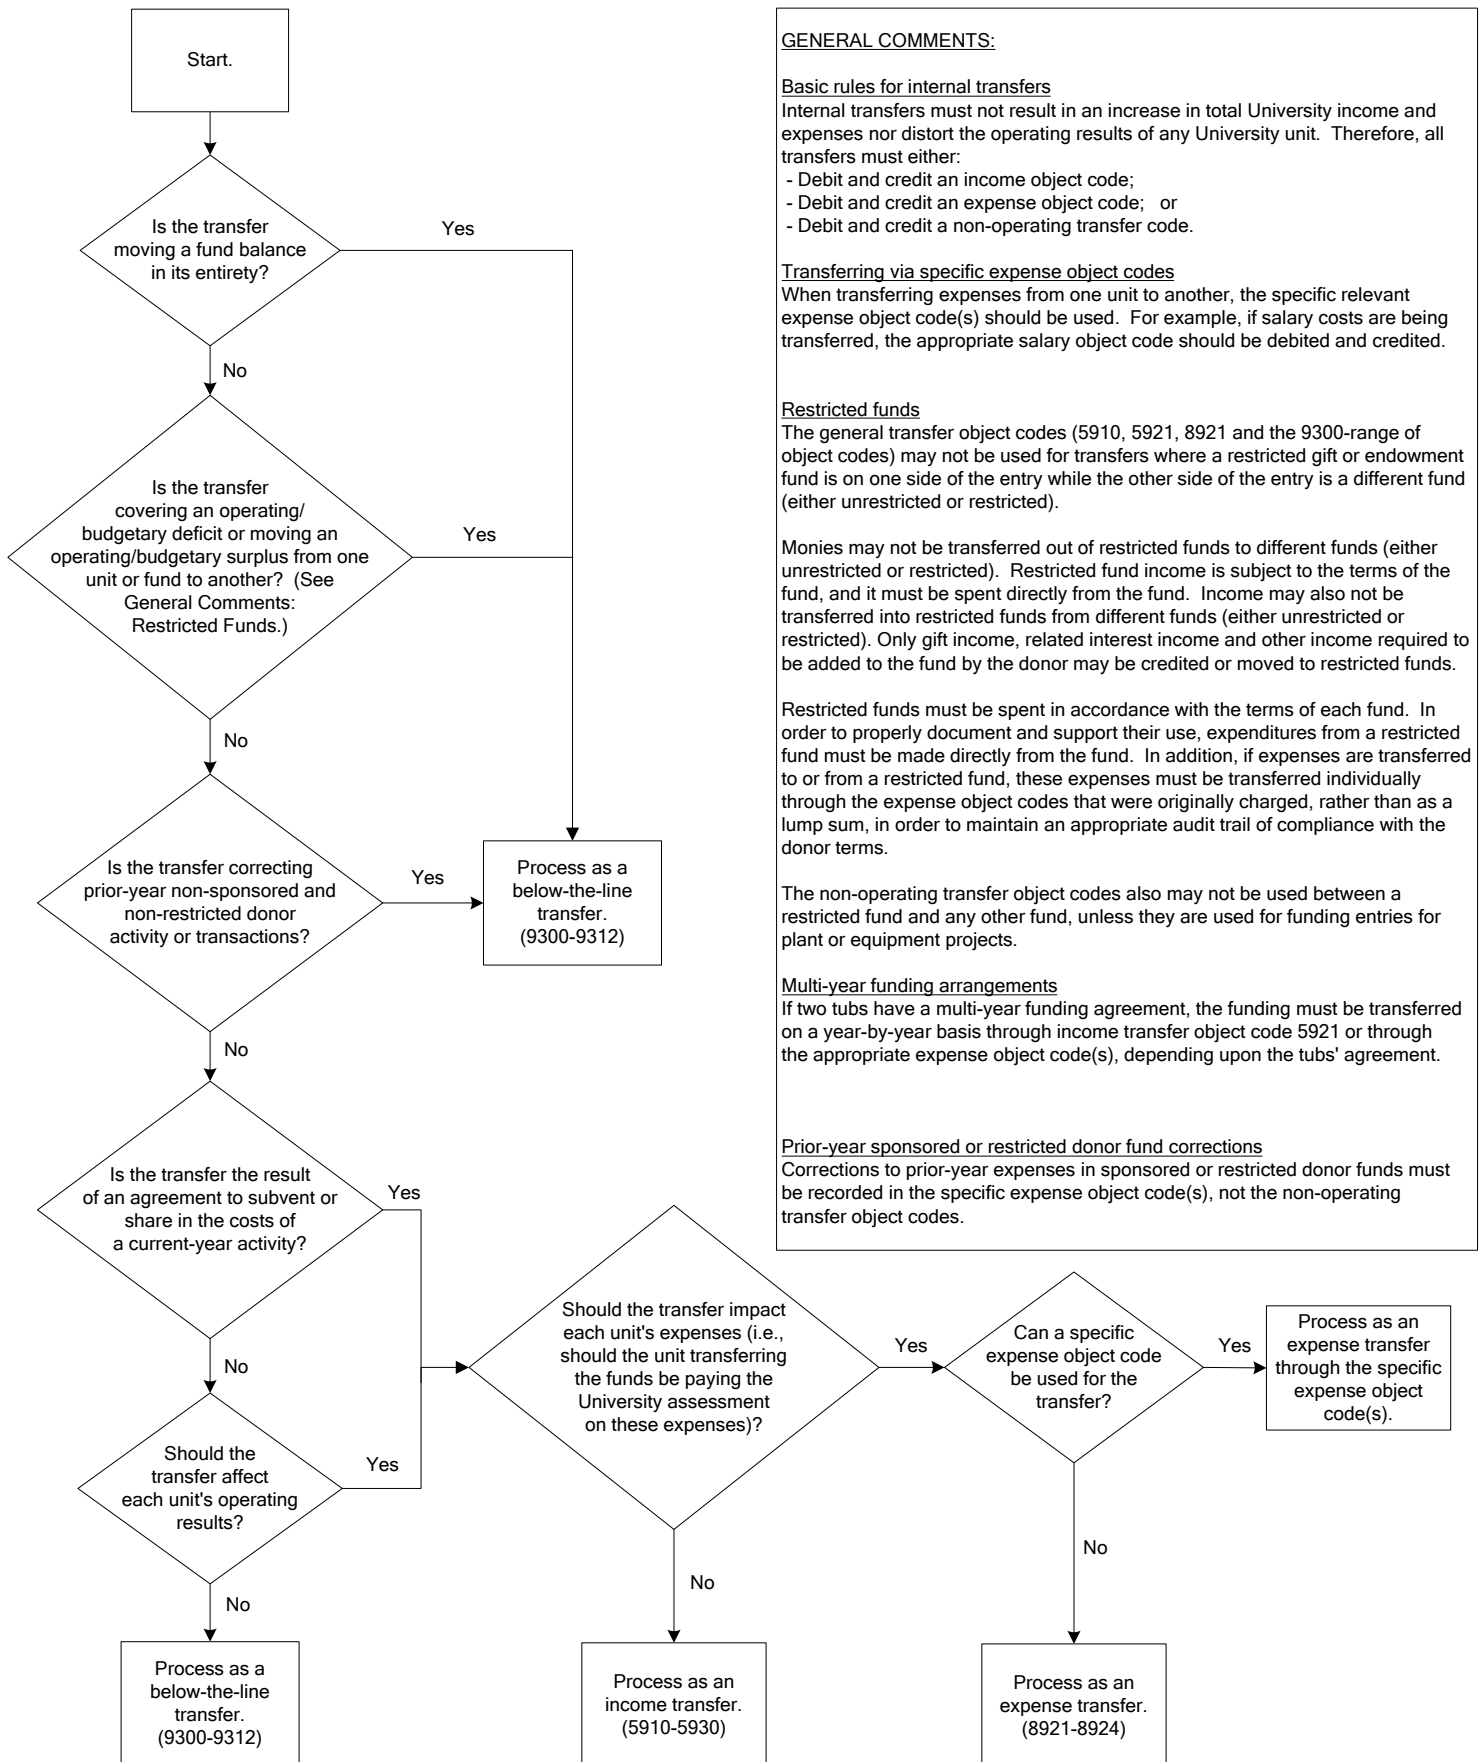 Start.
Is the transfer
moving a fund balance
in its entirety?
Yes
No
Is the transfer
covering an operating/
budgetary deficit or moving an
operating/budgetary surplus from one
unit or fund to another?  (See
General Comments:
Restricted Funds.)
Yes
No
Is the transfer correcting
prior-year non-sponsored and
non-restricted donor
activity or transactions?
Yes
Process as a
below-the-line
transfer.
(9300-9312)
No
Is the transfer the result
of an agreement to subvent or
share in the costs of
a current-year activity?
Yes
No
Should the
transfer affect
each unit's operating
results?
Yes
No
Process as a
below-the-line
transfer.
(9300-9312)
Should the transfer impact
each unit's expenses (i.e.,
should the unit transferring
the funds be paying the
University assessment
on these expenses)?
Yes
No
Process as an
income transfer.
(5910-5930)
Can a specific
expense object code
be used for the
transfer?
Yes
Process as an
expense transfer
through the specific
expense object
code(s).
No
Process as an
expense transfer.
(8921-8924)
GENERAL COMMENTS:
Basic rules for internal transfers
Internal transfers must not result in an increase in total University income and
expenses nor distort the operating results of any University unit.  Therefore, all
transfers must either:
- Debit and credit an income object code;
- Debit and credit an expense object code;   or
- Debit and credit a non-operating transfer code.
Transferring via specific expense object codes
When transferring expenses from one unit to another, the specific relevant
expense object code(s) should be used.  For example, if salary costs are being
transferred, the appropriate salary object code should be debited and credited.
Restricted funds
The general transfer object codes (5910, 5921, 8921 and the 9300-range of
object codes) may not be used for transfers where a restricted gift or endowment
fund is on one side of the entry while the other side of the entry is a different fund
(either unrestricted or restricted).
Monies may not be transferred out of restricted funds to different funds (either
unrestricted or restricted).  Restricted fund income is subject to the terms of the
fund, and it must be spent directly from the fund.  Income may also not be
transferred into restricted funds from different funds (either unrestricted or
restricted). Only gift income, related interest income and other income required to
be added to the fund by the donor may be credited or moved to restricted funds.
Restricted funds must be spent in accordance with the terms of each fund.  In
order to properly document and support their use, expenditures from a restricted
fund must be made directly from the fund.  In addition, if expenses are transferred
to or from a restricted fund, these expenses must be transferred individually
through the expense object codes that were originally charged, rather than as a
lump sum, in order to maintain an appropriate audit trail of compliance with the
donor terms.
The non-operating transfer object codes also may not be used between a
restricted fund and any other fund, unless they are used for funding entries for
plant or equipment projects.
Multi-year funding arrangements
If two tubs have a multi-year funding agreement, the funding must be transferred
on a year-by-year basis through income transfer object code 5921 or through
the appropriate expense object code(s), depending upon the tubs' agreement.
Prior-year sponsored or restricted donor fund corrections
Corrections to prior-year expenses in sponsored or restricted donor funds must
be recorded in the specific expense object code(s), not the non-operating
transfer object codes.